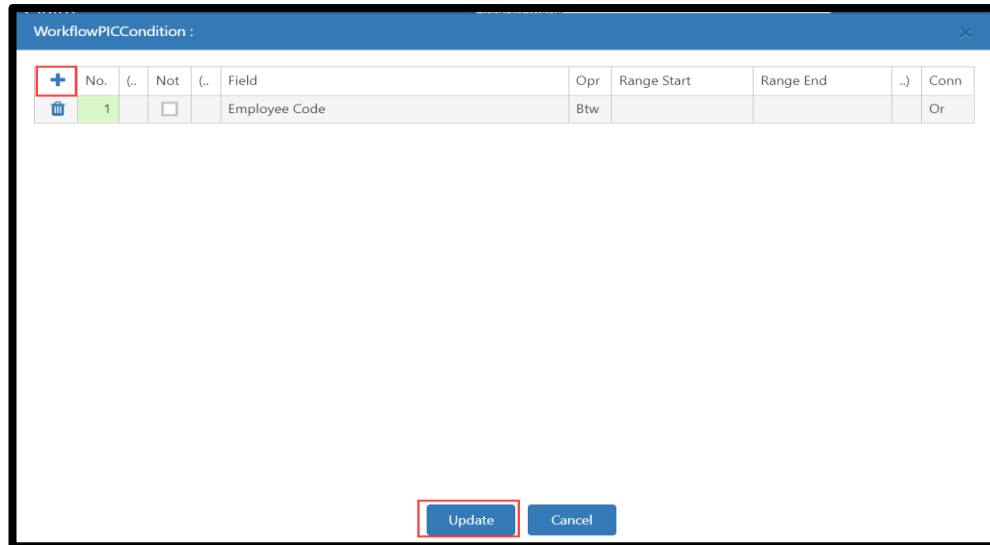 WorkflowPICCondition :
No. (.. Not (.. Field Opr Range Start Range End ..) Conn
1 Employee Code Btw Or
Update Cancel